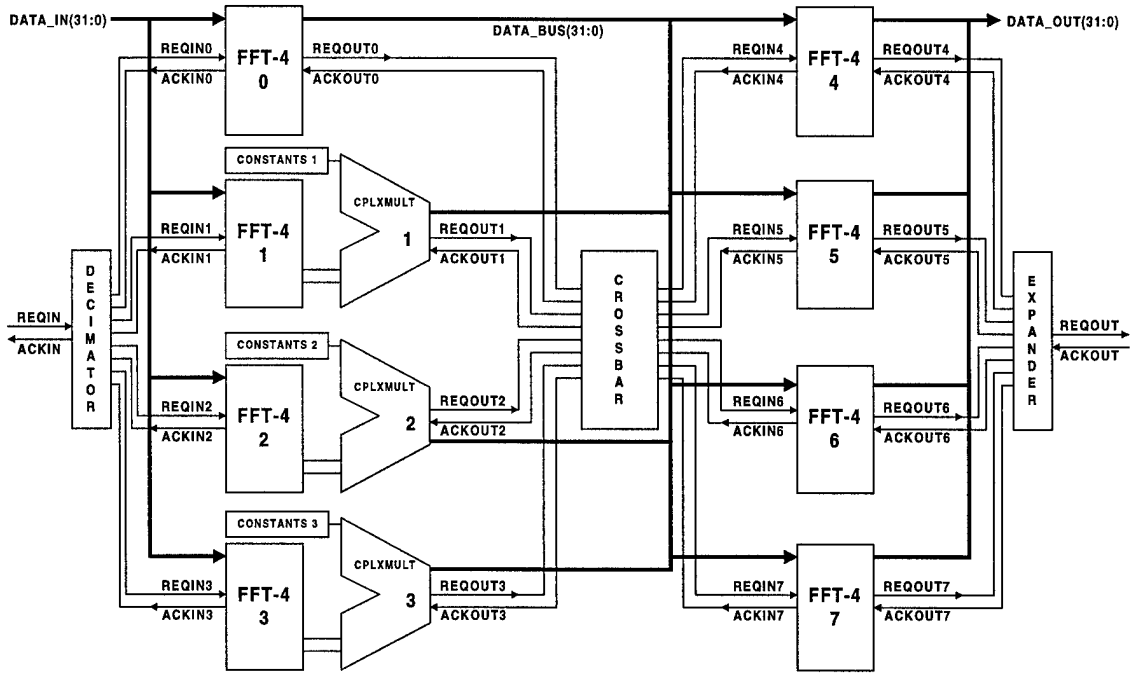 DATA_IN(31:0)
DATA_BUS(31:0)
DATA_OUT(31:0)
REQIN0
ACKIN0
FFT-4
0
REQOUT0
ACKOUT0
REQIN4
ACKIN4
FFT-4
4
REQOUT4
ACKOUT4
CONSTANTS 1
REQIN1
ACKIN1
FFT-4
1
CPLXMULT
1
REQOUT1
ACKOUT1
REQIN5
ACKIN5
FFT-4
5
REQOUT5
ACKOUT5
REQIN
ACKIN
DECIMATOR
CROSSBAR
EXPANDER
REQOUT
ACKOUT
CONSTANTS 2
REQIN2
ACKIN2
FFT-4
2
CPLXMULT
2
REQOUT2
ACKOUT2
REQIN6
ACKIN6
FFT-4
6
REQOUT6
ACKOUT6
CONSTANTS 3
REQIN3
ACKIN3
FFT-4
3
CPLXMULT
3
REQOUT3
ACKOUT3
REQIN7
ACKIN7
FFT-4
7
REQOUT7
ACKOUT7